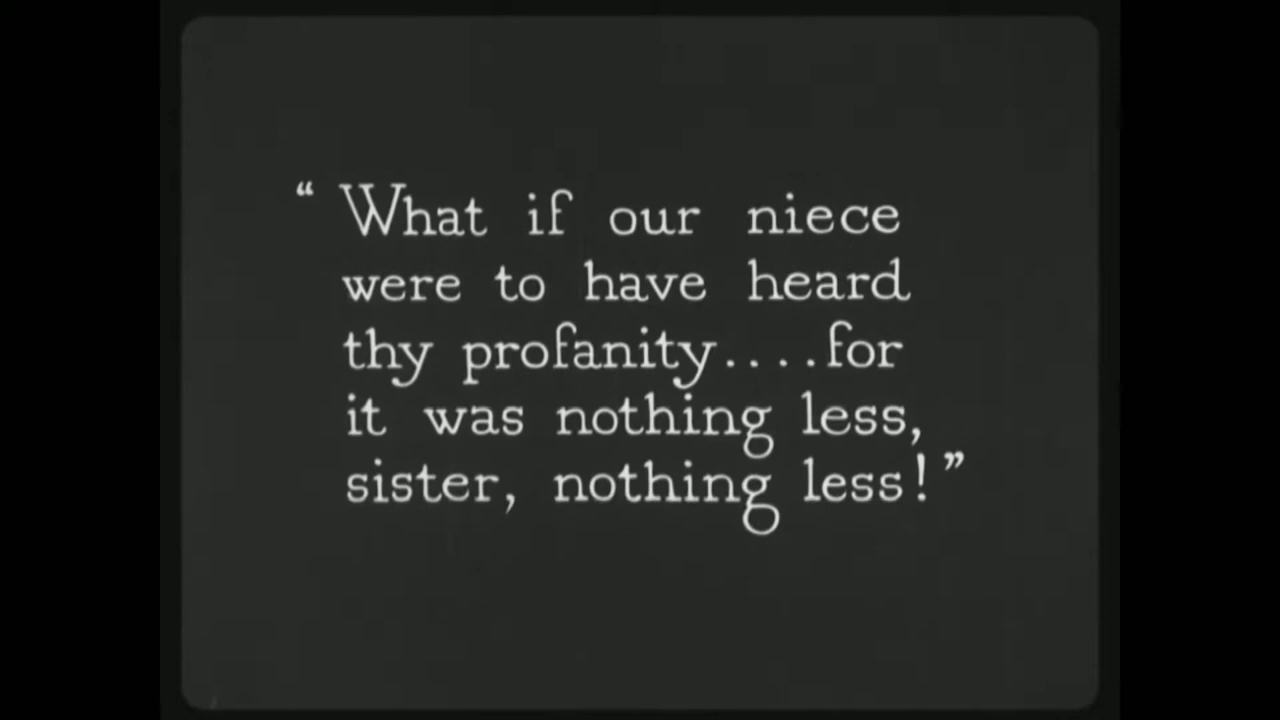 “ What if our niece
were to have heard
thy profanity....for
it was nothing less,
sister, nothing less! ”